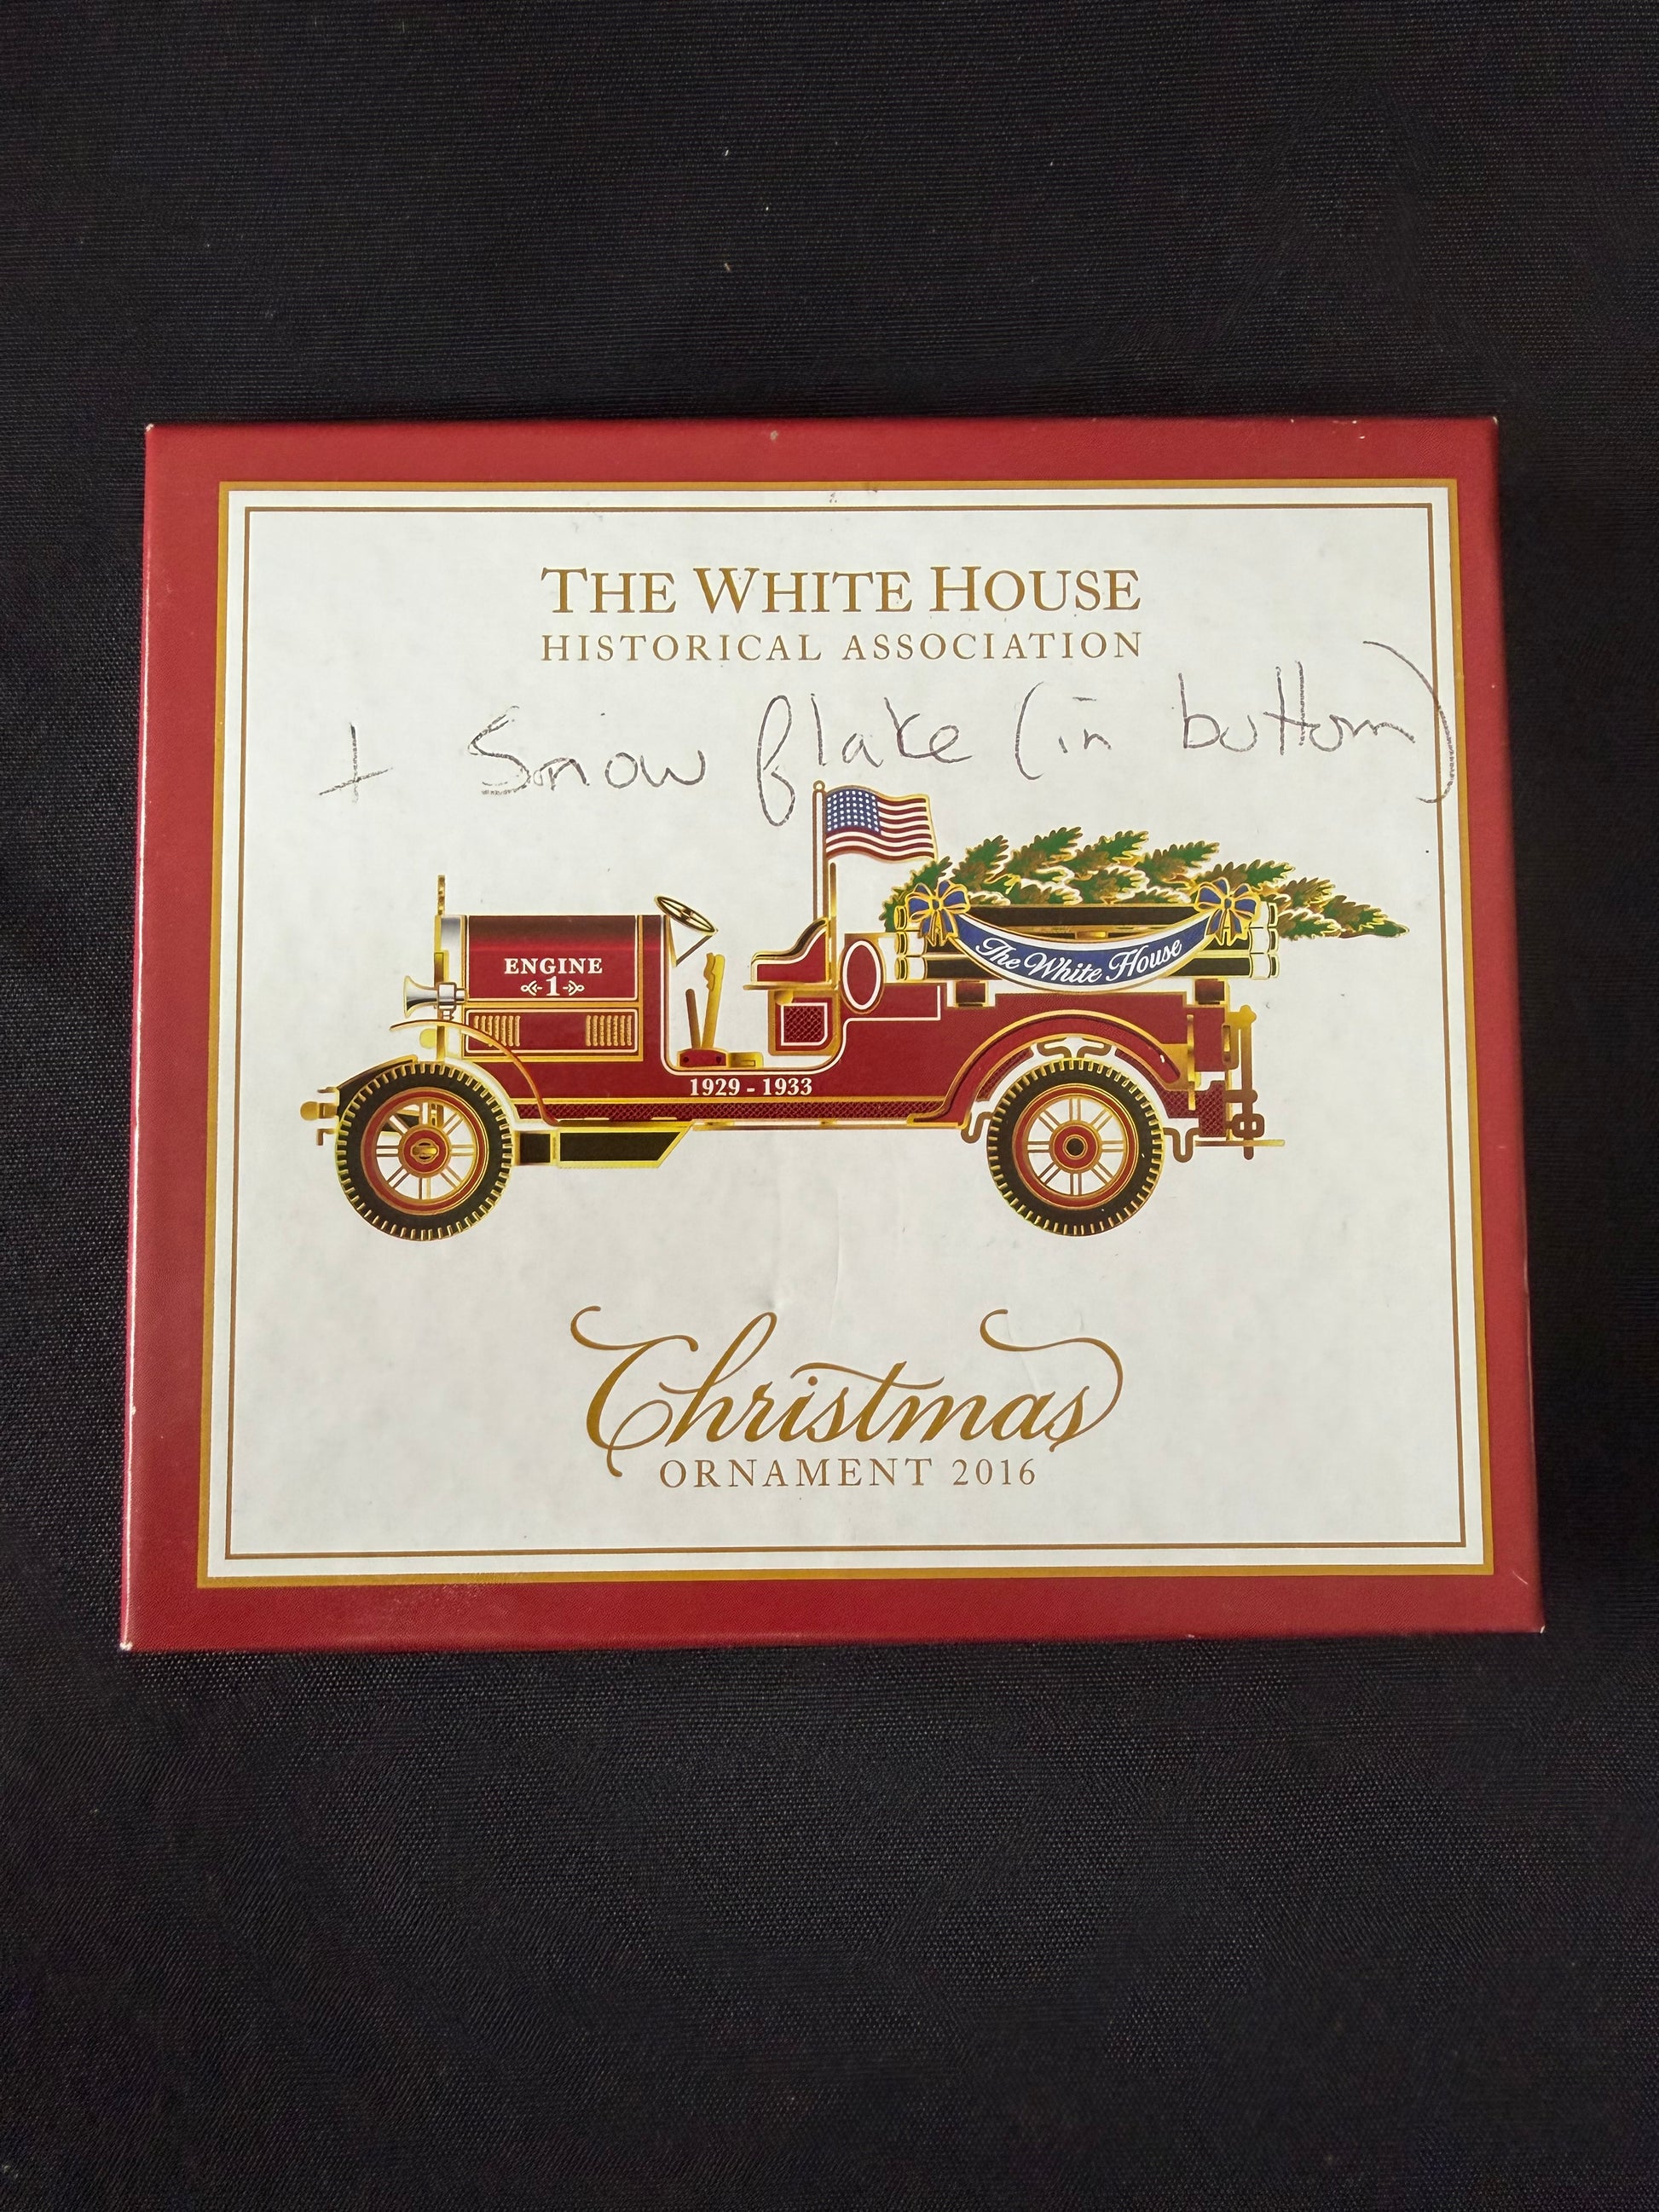 THE WHITE HOUSE
HISTORICAL ASSOCIATION
+ Snow flake (in bottom)
The White House
ENGINE
1
1929 - 1933
Christmas
ORNAMENT 2016